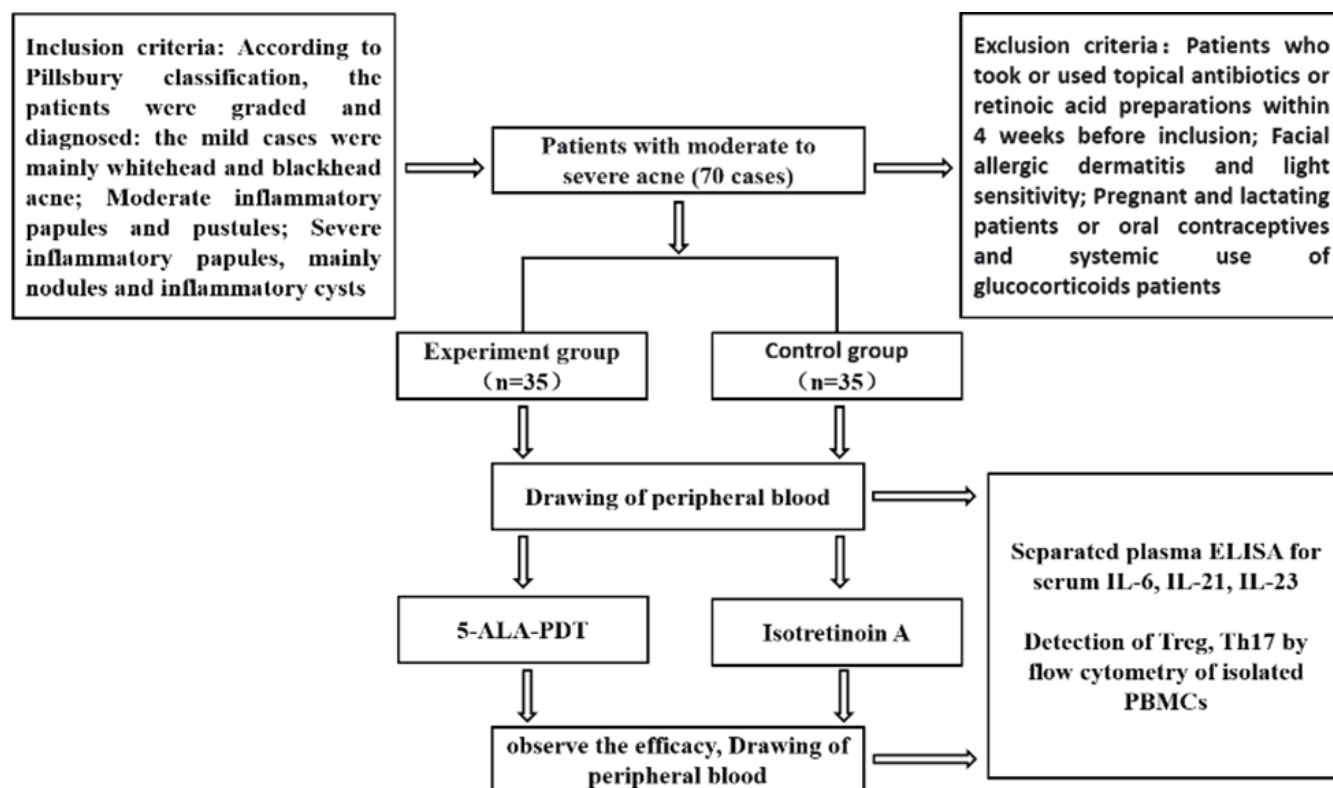 Inclusion criteria: According to
Pillsbury classification, the
patients were graded and
diagnosed: the mild cases were
mainly whitehead and blackhead
acne; Moderate inflammatory
papules and pustules; Severe
inflammatory papules, mainly
nodules and inflammatory cysts
Patients with moderate to
severe acne (70 cases)
Exclusion criteria：Patients who
took or used topical antibiotics or
retinoic acid preparations within
4 weeks before inclusion; Facial
allergic dermatitis and light
sensitivity; Pregnant and lactating
patients or oral contraceptives
and systemic use of
glucocorticoids patients
Experiment group
（n=35）
Control group
（n=35）
Drawing of peripheral blood
5-ALA-PDT
Isotretinoin A
Separated plasma ELISA for
serum IL-6, IL-21, IL-23
Detection of Treg, Th17 by
flow cytometry of isolated
PBMCs
observe the efficacy, Drawing of
peripheral blood